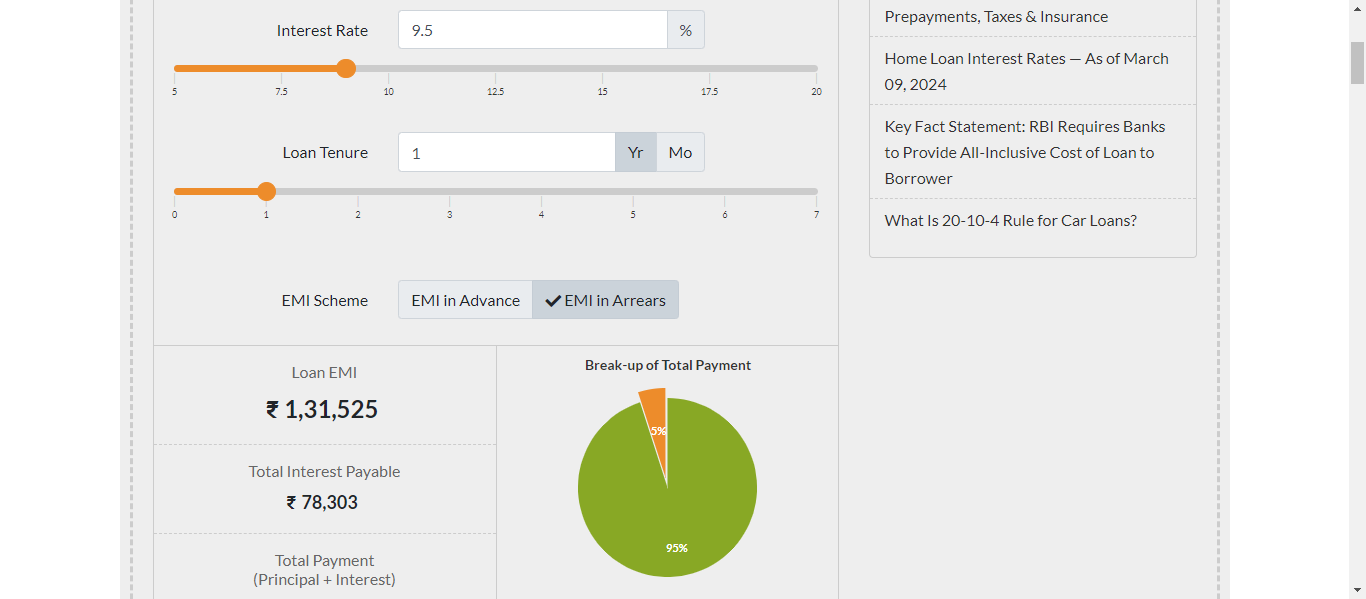 Interest Rate
9.5
%
5 7.5 10 12.5 15 17.5 20
Loan Tenure
1
Yr
Mo
0 1 2 3 4 5 6 7
EMI Scheme
EMI in Advance
EMI in Arrears
Loan EMI
₹ 1,31,525
Total Interest Payable
₹ 78,303
Total Payment
(Principal + Interest)
Break-up of Total Payment
5%
95%
Prepayments, Taxes & Insurance
Home Loan Interest Rates — As of March
09, 2024
Key Fact Statement: RBI Requires Banks
to Provide All-Inclusive Cost of Loan to
Borrower
What Is 20-10-4 Rule for Car Loans?